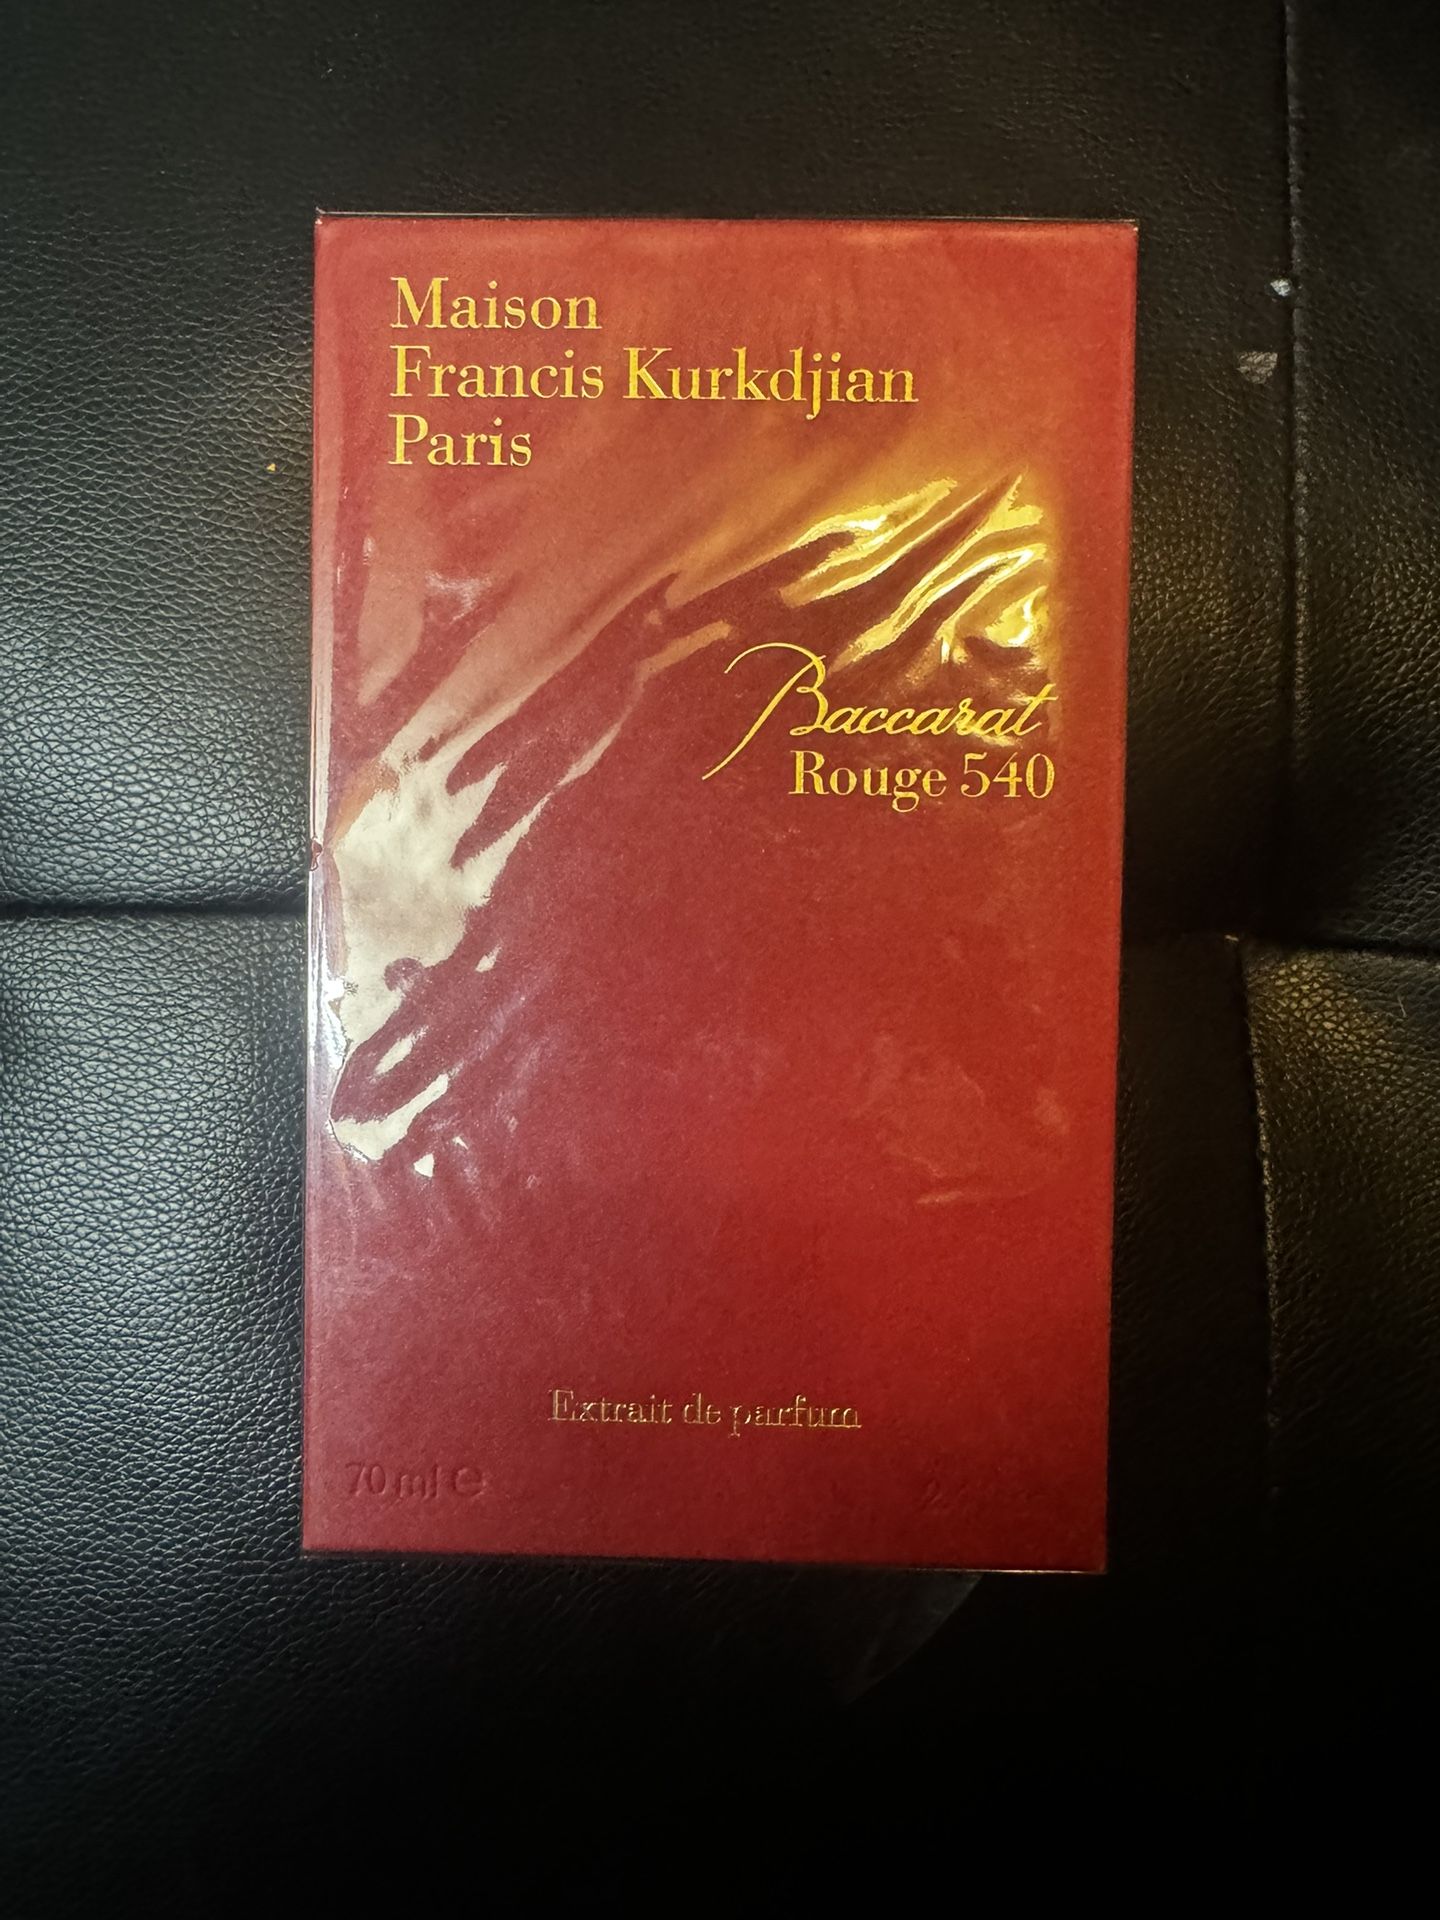 Maison
Francis Kurkdjian
Paris
Baccarat
Rouge 540
Extrait de parfum
70 ml ℮